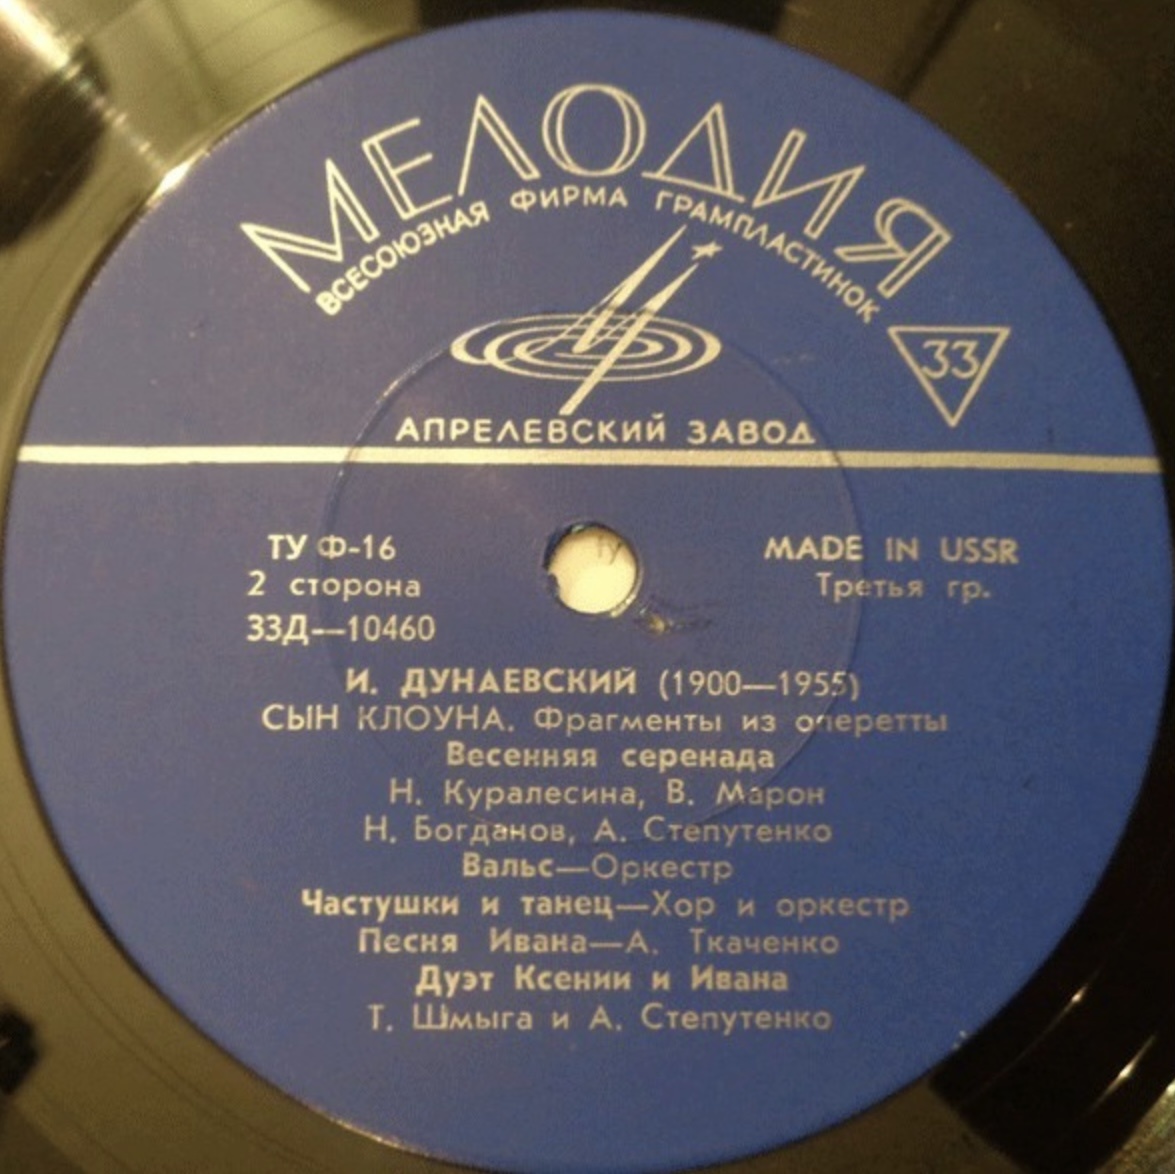 МЕЛОДИЯ
ВСЕСОЮЗНАЯ ФИРМА ГРАМПЛАСТИНОК
33
АПРЕЛЕВСКИЙ ЗАВОД
ТУ Ф-16
MADE IN USSR
2 сторона
Третья гр.
33Д—10460
И. ДУНАЕВСКИЙ (1900—1955)
СЫН КЛОУНА. Фрагменты из оперетты
Весенняя серенада
Н. Куралесина, В. Марон
Н. Богданов, А. Степутенко
Вальс—Оркестр
Частушки и танец—Хор и оркестр
Песня Ивана—А. Ткаченко
Дуэт Ксении и Ивана
Т. Шмыга и А. Степутенко